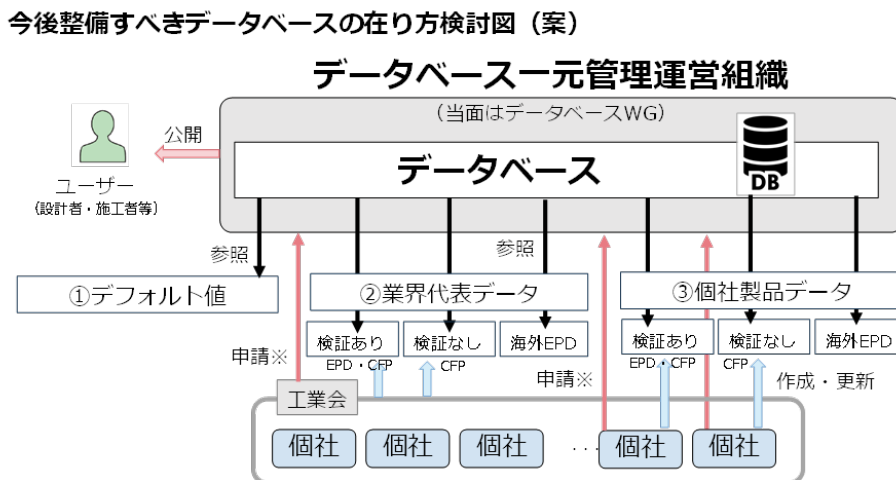 今後整備すべきデータベースの在り方検討図（案）
データベース一元管理運営組織
（当面はデータベースWG）
公開
データベース
DB
ユーザー
（設計者・施工者等）
参照
参照
①デフォルト値
②業界代表データ
③個社製品データ
検証あり
検証なし
海外EPD
検証あり
検証なし
海外EPD
EPD・CFP
CFP
EPD・CFP
CFP
申請※
申請※
作成・更新
工業会
個社
個社
個社
・・・
個社
個社